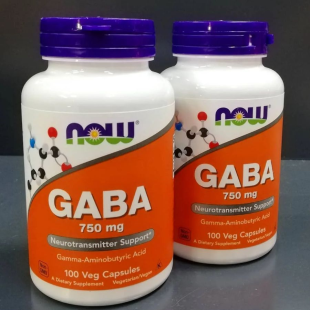 now
GABA
750 mg
Neurotransmitter Support*
Gamma-Aminobutyric Acid
100 Veg Capsules
A Dietary Supplement
Vegetarian/Vegan
now
GABA
750 mg
Neurotransmitter Support*
Gamma-Aminobutyric Acid
100 Veg Capsules
A Dietary Supplement
Vegetarian/Vegan